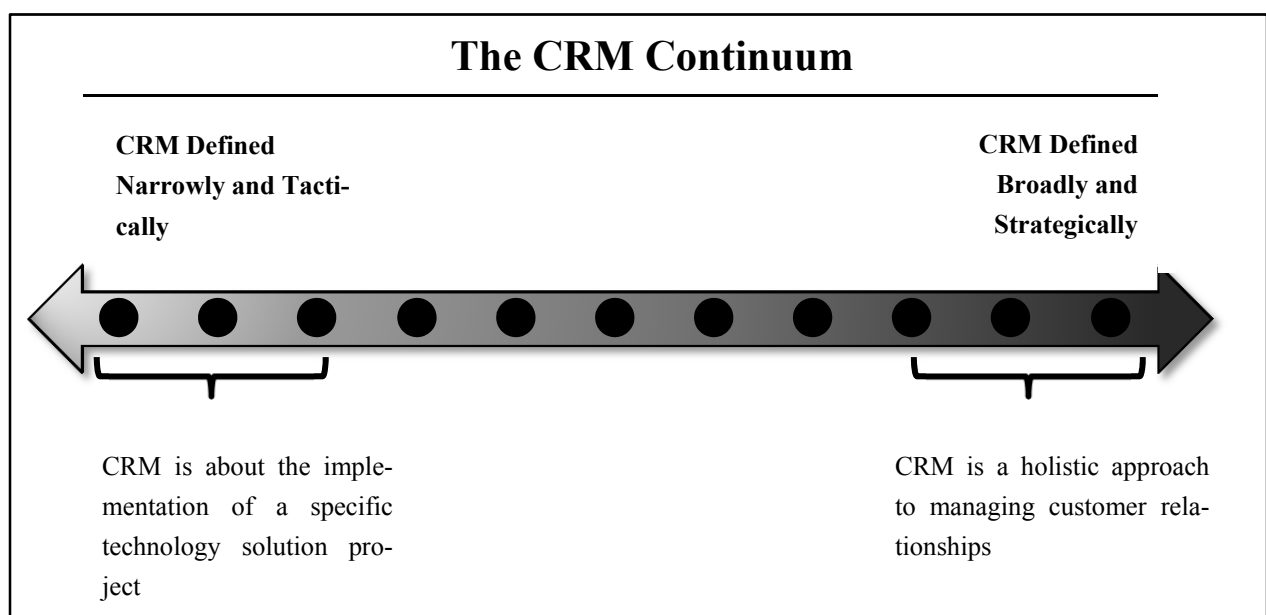 The CRM Continuum
CRM Defined
Narrowly and Tacti-
cally
CRM Defined
Broadly and
Strategically
CRM is about the imple-
mentation of a specific
technology solution pro-
ject
CRM is a holistic approach
to managing customer rela-
tionships